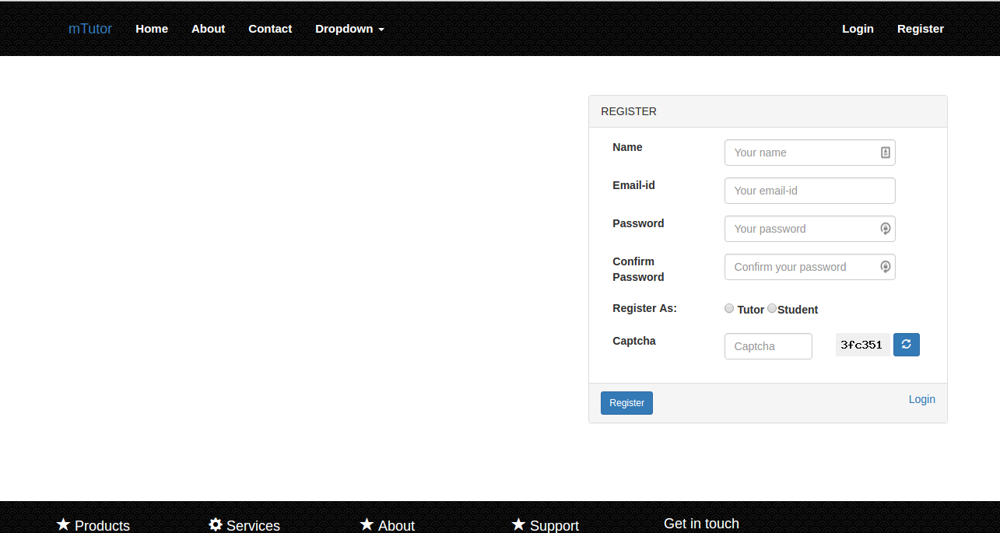 mTutor Home About Contact Dropdown Login Register
REGISTER
Name Your name
Email-id Your email-id
Password Your password
Confirm Password Confirm your password
Register As: Tutor Student
Captcha Captcha 3fc351
Register Login
Products Services About Support Get in touch